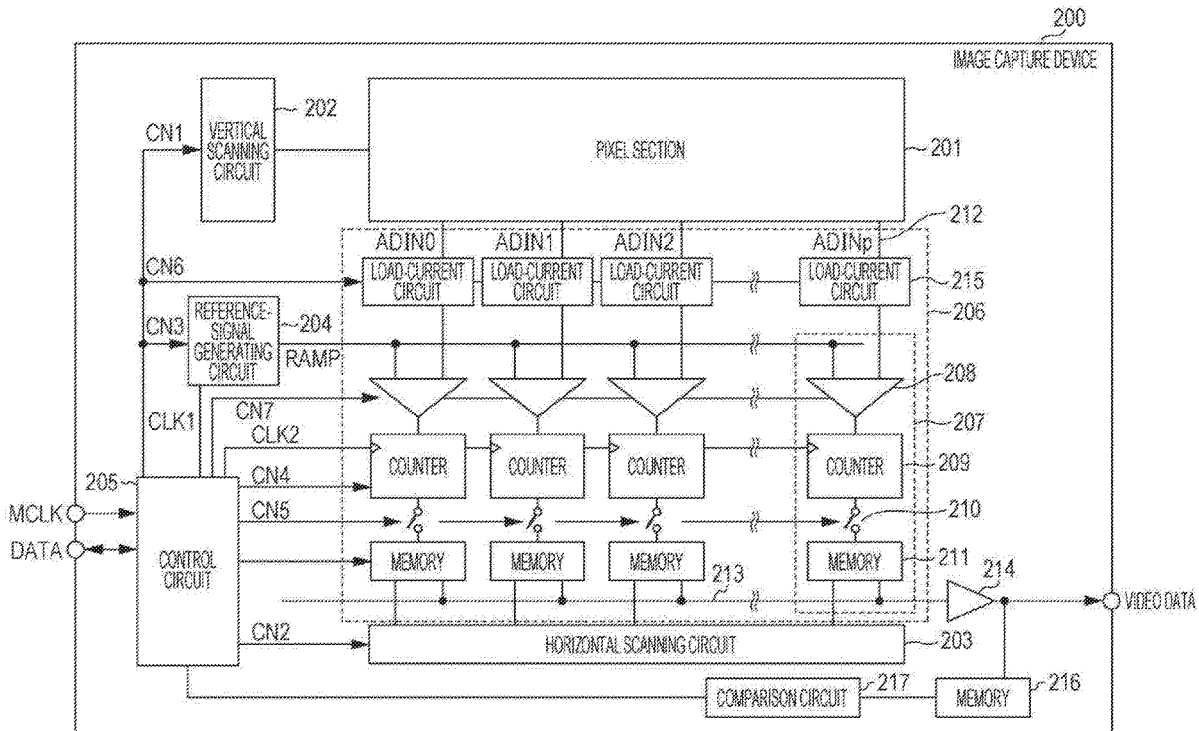 200
IMAGE CAPTURE DEVICE
202
CN1
VERTICAL
SCANNING
CIRCUIT
PIXEL SECTION
201
212
ADIN0
ADIN1
ADIN2
ADINp
CN6
LOAD-CURRENT
CIRCUIT
LOAD-CURRENT
CIRCUIT
LOAD-CURRENT
CIRCUIT
LOAD-CURRENT
CIRCUIT
215
206
CN3
REFERENCE-
SIGNAL
GENERATING
CIRCUIT
204
RAMP
208
CN7
CLK1
CLK2
207
205
CN4
COUNTER
COUNTER
COUNTER
COUNTER
209
MCLK
CN5
210
DATA
CONTROL
CIRCUIT
MEMORY
MEMORY
MEMORY
MEMORY
211
213
214
VIDEO DATA
CN2
HORIZONTAL SCANNING CIRCUIT
203
COMPARISON CIRCUIT
217
MEMORY
216